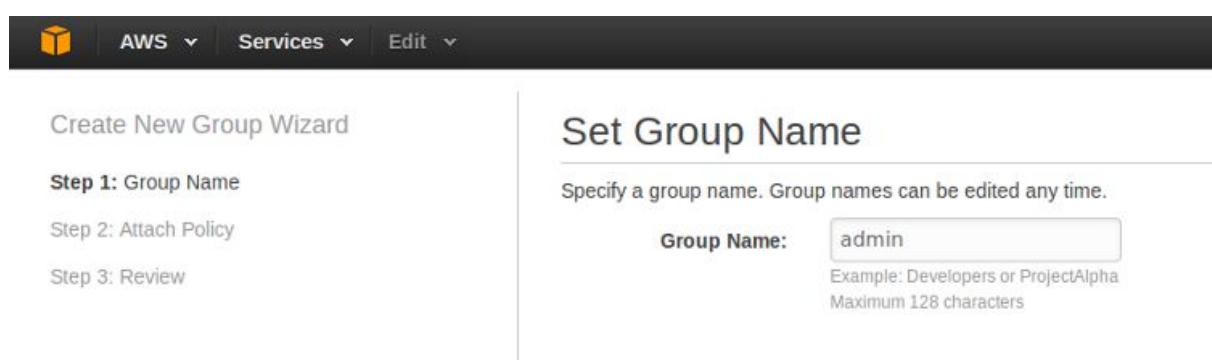 AWS Services Edit
Create New Group Wizard
Step 1: Group Name
Step 2: Attach Policy
Step 3: Review
Set Group Name
Specify a group name. Group names can be edited any time.
Group Name: admin
Example: Developers or ProjectAlpha
Maximum 128 characters